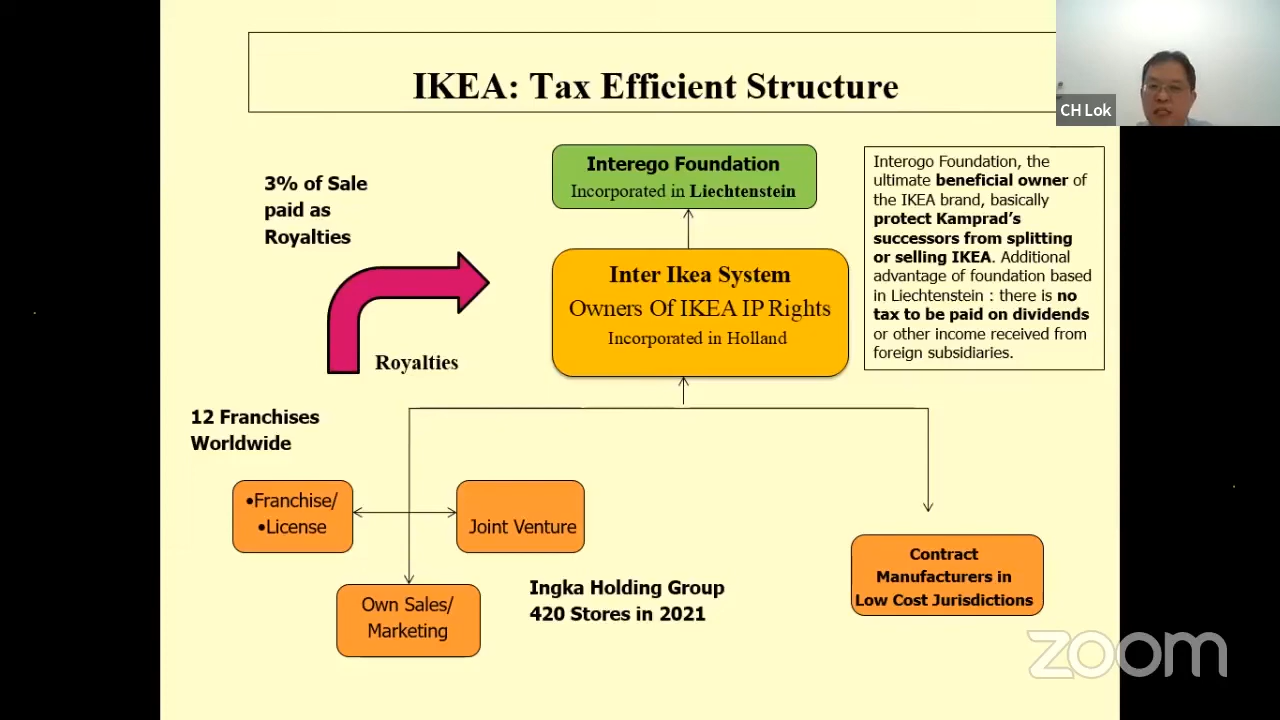 IKEA: Tax Efficient Structure
CH Lok
3% of Sale
paid as
Royalties
Interego Foundation
Incorporated in Liechtenstein
Interogo Foundation, the
ultimate beneficial owner of
the IKEA brand, basically
protect Kamprad’s
successors from splitting
or selling IKEA. Additional
advantage of foundation based
in Liechtenstein : there is no
tax to be paid on dividends
or other income received from
foreign subsidiaries.
Inter Ikea System
Owners Of IKEA IP Rights
Incorporated in Holland
Royalties
12 Franchises
Worldwide
•Franchise/
•License
Joint Venture
Own Sales/
Marketing
Ingka Holding Group
420 Stores in 2021
Contract
Manufacturers in
Low Cost Jurisdictions
zoom